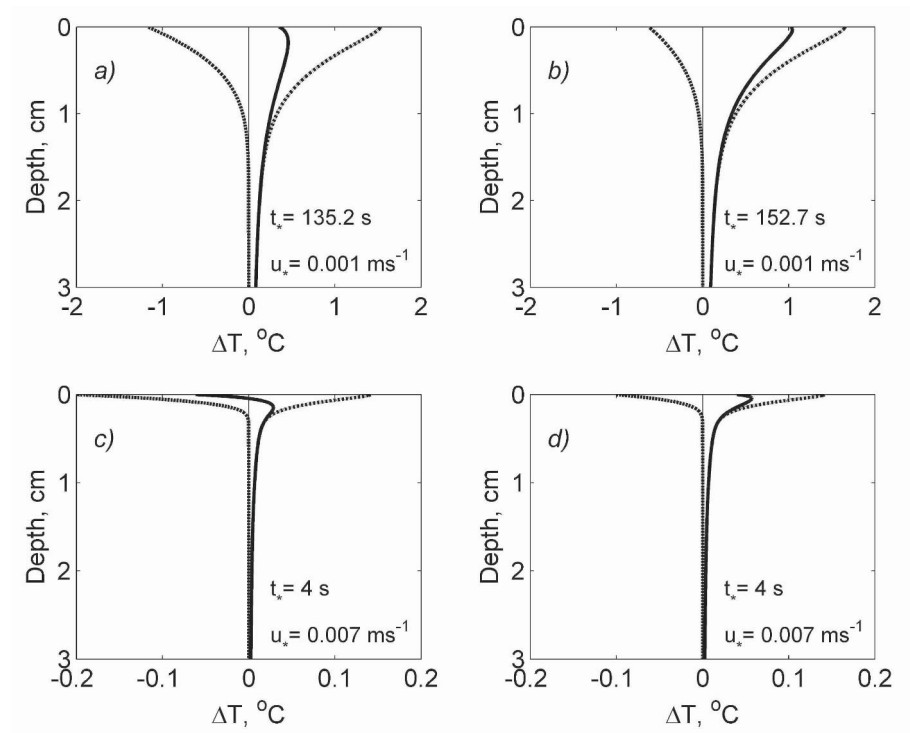 a)
0
1
2
3
Depth, cm
t* = 135.2 s
u* = 0.001 ms⁻¹
-2 -1 0 1 2
ΔT, °C
b)
0
1
2
3
Depth, cm
t* = 152.7 s
u* = 0.001 ms⁻¹
-2 -1 0 1 2
ΔT, °C
c)
0
1
2
3
Depth, cm
t* = 4 s
u* = 0.007 ms⁻¹
-0.2 -0.1 0 0.1 0.2
ΔT, °C
d)
0
1
2
3
Depth, cm
t* = 4 s
u* = 0.007 ms⁻¹
-0.2 -0.1 0 0.1 0.2
ΔT, °C